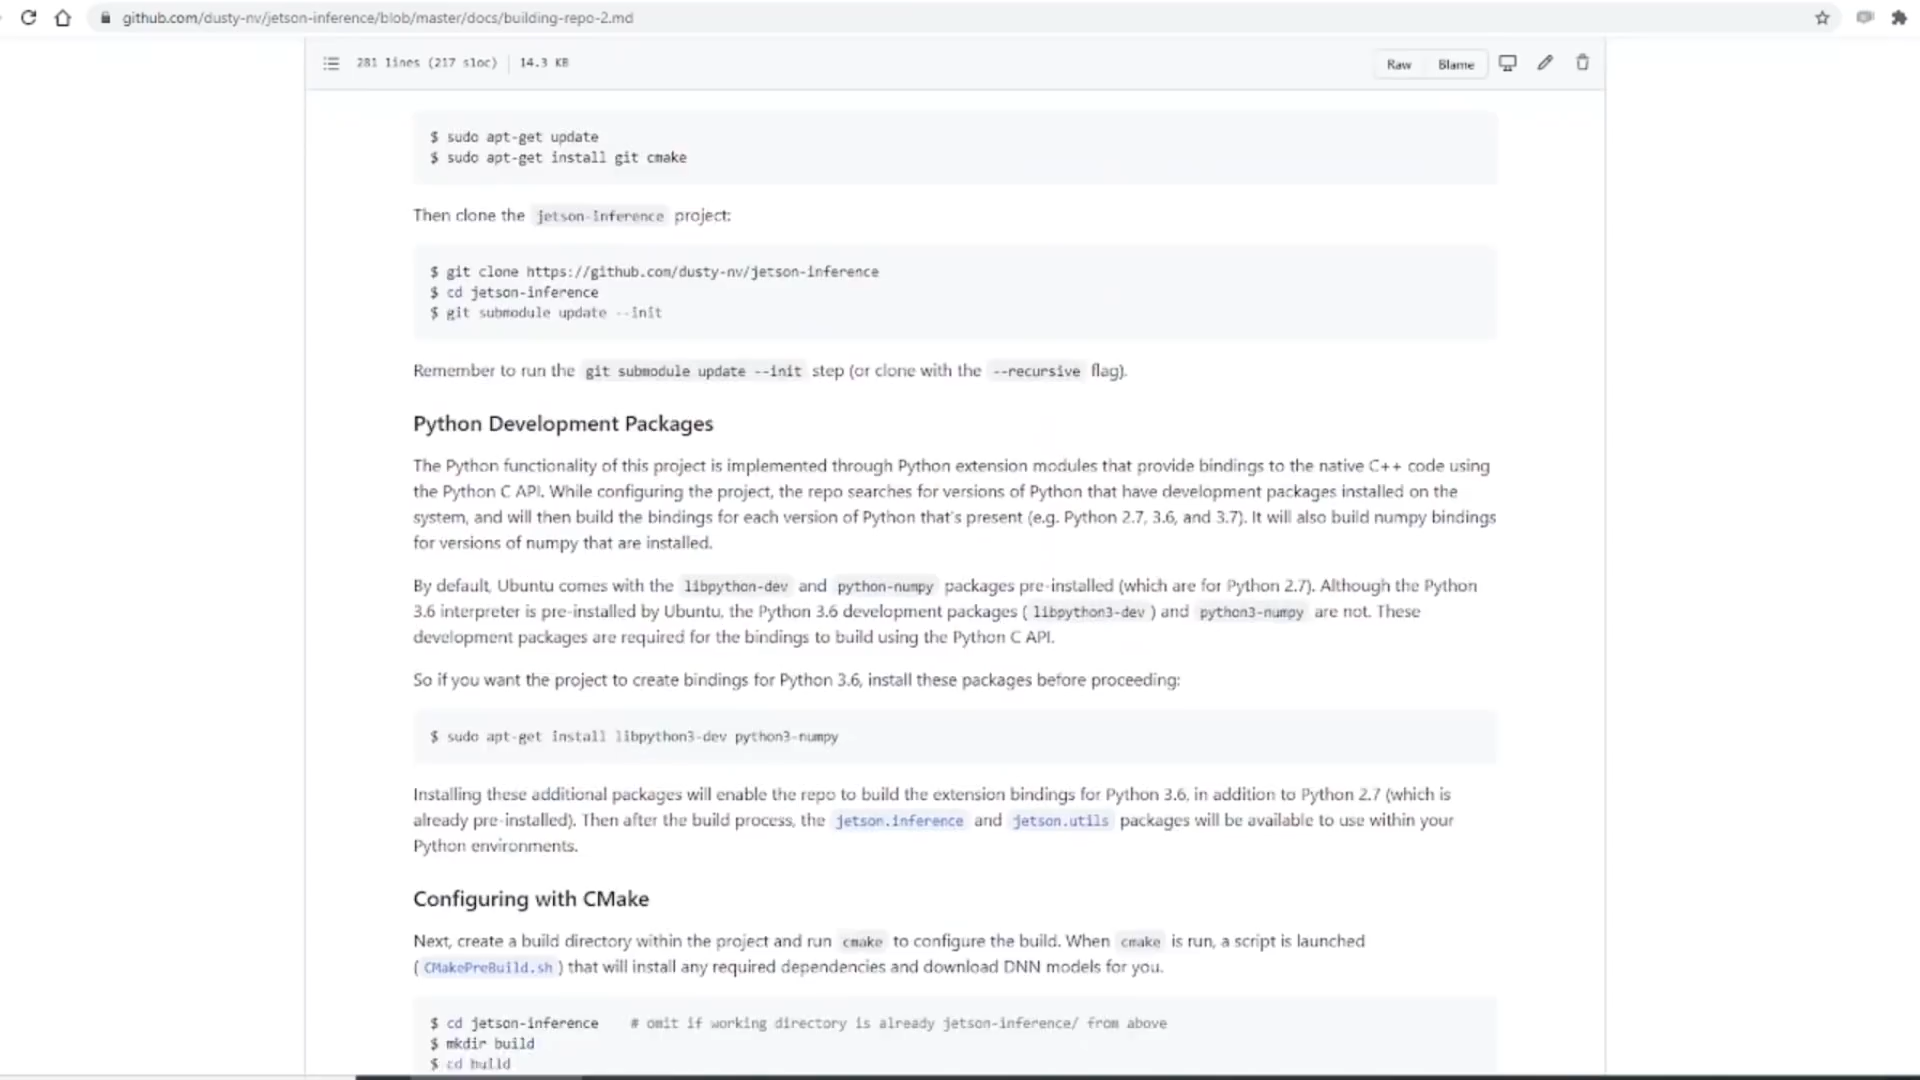 github.com/dusty-nv/jetson-inference/blob/master/docs/building-repo-2.md
281 lines (217 sloc) 14.3 KB
Raw Blame
$ sudo apt-get update
$ sudo apt-get install git cmake
Then clone the jetson-inference project:
$ git clone https://github.com/dusty-nv/jetson-inference
$ cd jetson-inference
$ git submodule update --init
Remember to run the git submodule update --init step (or clone with the --recursive flag).
Python Development Packages
The Python functionality of this project is implemented through Python extension modules that provide bindings to the native C++ code using
the Python C API. While configuring the project, the repo searches for versions of Python that have development packages installed on the
system, and will then build the bindings for each version of Python that's present (e.g. Python 2.7, 3.6, and 3.7). It will also build numpy bindings
for versions of numpy that are installed.
By default, Ubuntu comes with the libpython-dev and python-numpy packages pre-installed (which are for Python 2.7). Although the Python
3.6 interpreter is pre-installed by Ubuntu, the Python 3.6 development packages ( libpython3-dev ) and python3-numpy are not. These
development packages are required for the bindings to build using the Python C API.
So if you want the project to create bindings for Python 3.6, install these packages before proceeding:
$ sudo apt-get install libpython3-dev python3-numpy
Installing these additional packages will enable the repo to build the extension bindings for Python 3.6, in addition to Python 2.7 (which is
already pre-installed). Then after the build process, the jetson.inference and jetson.utils packages will be available to use within your
Python environments.
Configuring with CMake
Next, create a build directory within the project and run cmake to configure the build. When cmake is run, a script is launched
( CMakePreBuild.sh ) that will install any required dependencies and download DNN models for you.
$ cd jetson-inference # omit if working directory is already jetson-inference/ from above
$ mkdir build
$ cd build